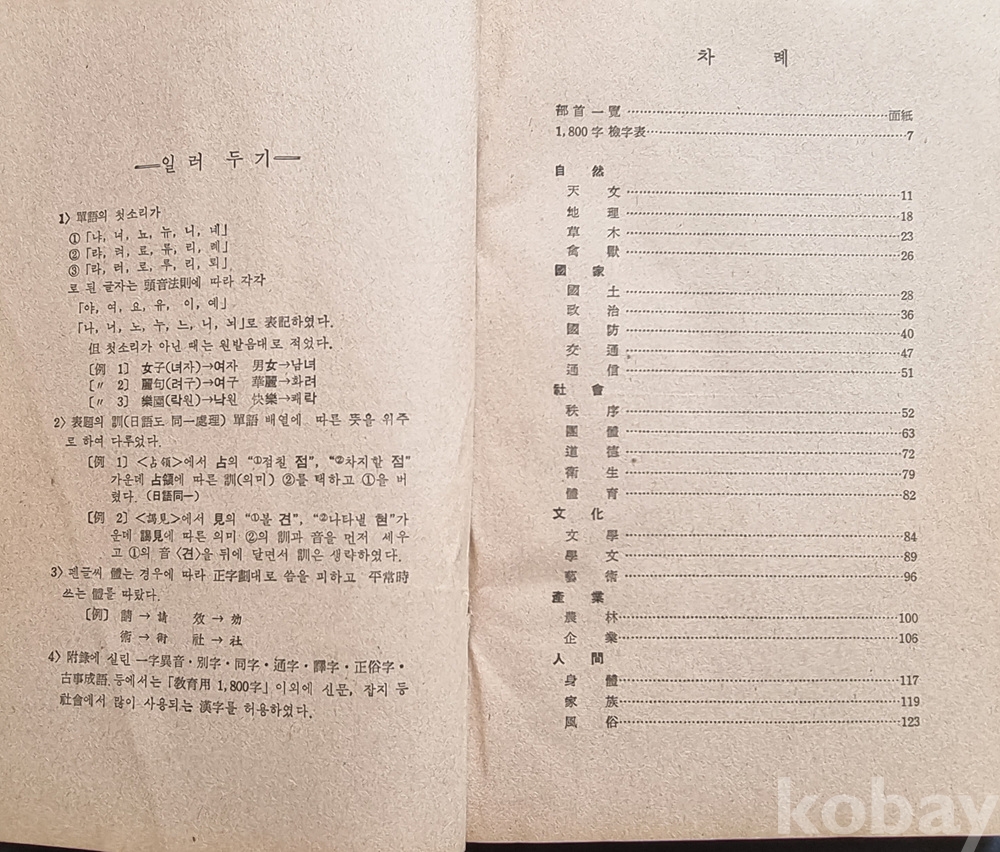 일러 두기
1〉單語의 첫소리가
①「냐, 녀, 뇨, 뉴, 니, 녜」
②「랴, 려, 료, 류, 리, 례」
③「라, 러, 로, 루, 리, 뢰」
로 된 글자는 頭音法則에 따라 각각
「야, 여, 요, 유, 이, 예」
「나, 너, 노, 누, 느, 니, 뇌」로 表記하였다.
但 첫소리가 아닌 때는 원발음대로 적었다.
〔例 1〕 女子(녀자)→여자 男女→남녀
〔〃 2〕 麗句(려구)→여구 華麗→화려
〔〃 3〕 樂園(락원)→낙원 快樂→쾌락
2〉表題의 訓(日語도 同一處理) 單語 배열에 따른 뜻을 위주
로 하여 다루었다.
〔例 1〕〈占領〉에서 占의 “①점칠 점”, “②차지할 점”
가운데 占領에 따른 訓(의미) ②를 택하고 ①을 버
렸다. (日語同一)
〔例 2〕〈謁見〉에서 見의 “①볼 견”, “②나타낼 현”가
운데 謁見에 따른 의미 ②의 訓과 音을 먼저 세우
고 ①의 音〈견〉을 뒤에 달면서 訓은 생략하였다.
3〉펜글씨 體는 경우에 따라 正字劃대로 씀을 피하고 平常時
쓰는 體를 따랐다.
〔例〕 請 → 請 效 → 効
術 → 術 社 → 社
4〉附錄에 실린 一字異音・別字・同字・通字・譯字・正俗字・
古事成語 등에서는「敎育用 1,800字」이외에 신문, 잡지 등
社會에서 많이 사용되는 漢字를 허용하였다.
차 례
部首一覽 面紙
1,800字 檢字表 7
自 然
天 文 11
地 理 18
草 木 23
禽 獸 26
國 家
國 土 28
政 治 36
國 防 40
交 通 47
通 信 51
社 會
秩 序 52
團 體 63
道 德 72
衛 生 79
體 育 82
文 化
文 學 84
學 文 89
藝 術 96
產 業
農 林 100
企 業 106
人 間
身 體 117
家 族 119
風 俗 123
kobay